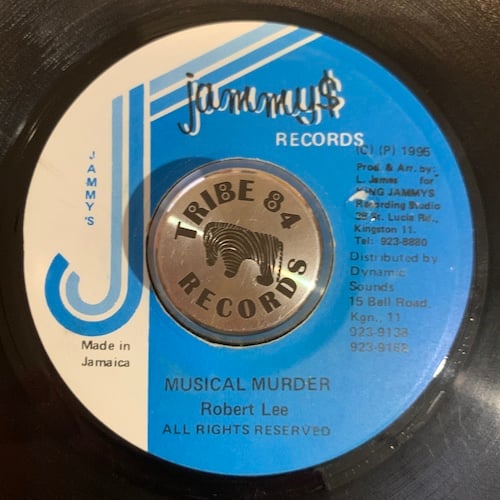 jammy$
RECORDS
JAMMY'S
(C) (P) 1995
Prod. & Arr. by:
L. James for
KING JAMMYS
Recording Studio
38 St. Lucia Rd.,
Kingston 11.
Tel: 923-8880
Distributed by
Dynamic
Sounds
15 Bell Road,
Kgn. 11
923-9138
923-9168
TRIBE 84
RECORDS
Made in
Jamaica
MUSICAL MURDER
Robert Lee
ALL RIGHTS RESERVED